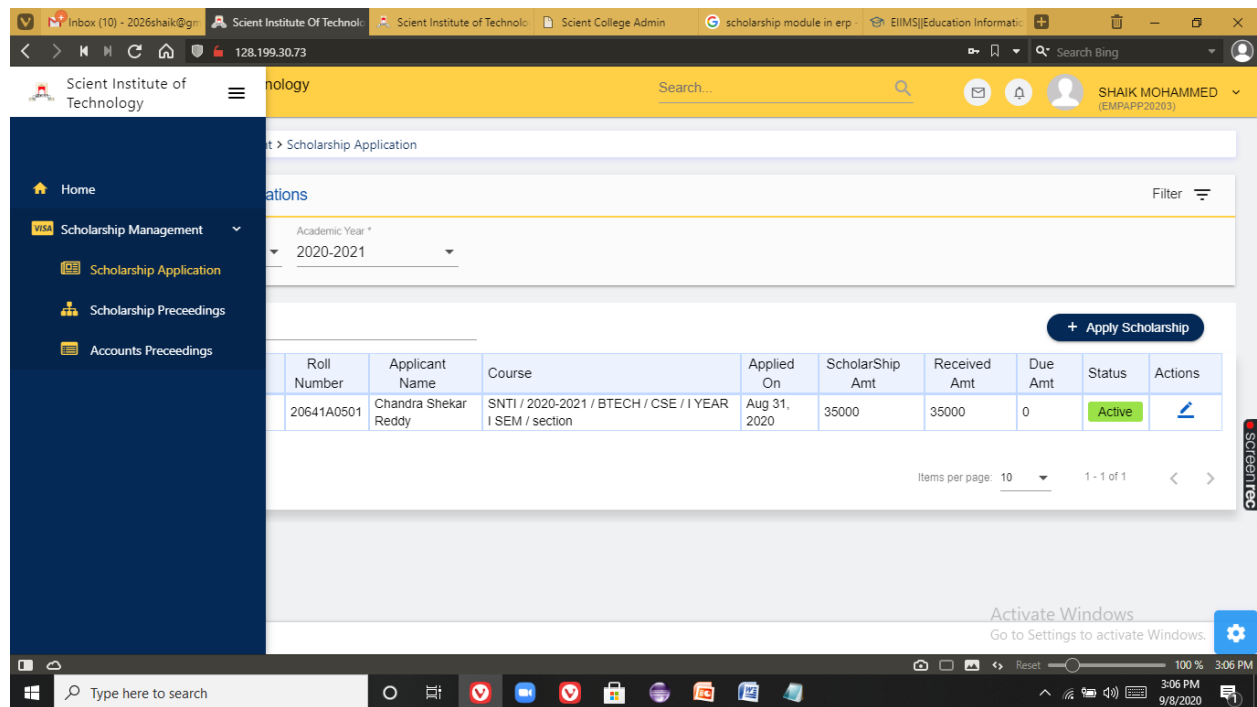 Inbox (10) - 2026shaik@gm
Scient Institute Of Technolo
Scient Institute of Technolo
Scient College Admin
scholarship module in erp -
EIIMS||Education Informatic
128.199.30.73
Search Bing
Scient Institute of
Technology
nology
Search...
SHAIK MOHAMMED
(EMPAPP20203)
nt > Scholarship Application
Home
ations
Filter
VISA Scholarship Management
Academic Year *
2020-2021
Scholarship Application
Scholarship Preceedings
+ Apply Scholarship
Accounts Preceedings
Roll Number
Applicant Name
Course
Applied On
ScholarShip Amt
Received Amt
Due Amt
Status
Actions
20641A0501
Chandra Shekar Reddy
SNTI / 2020-2021 / BTECH / CSE / I YEAR
I SEM / section
Aug 31, 2020
35000
35000
0
Active
Items per page: 10
1 - 1 of 1
screenrec
Activate Windows
Go to Settings to activate Windows.
Reset
100 %
3:06 PM
Type here to search
3:06 PM
9/8/2020
1